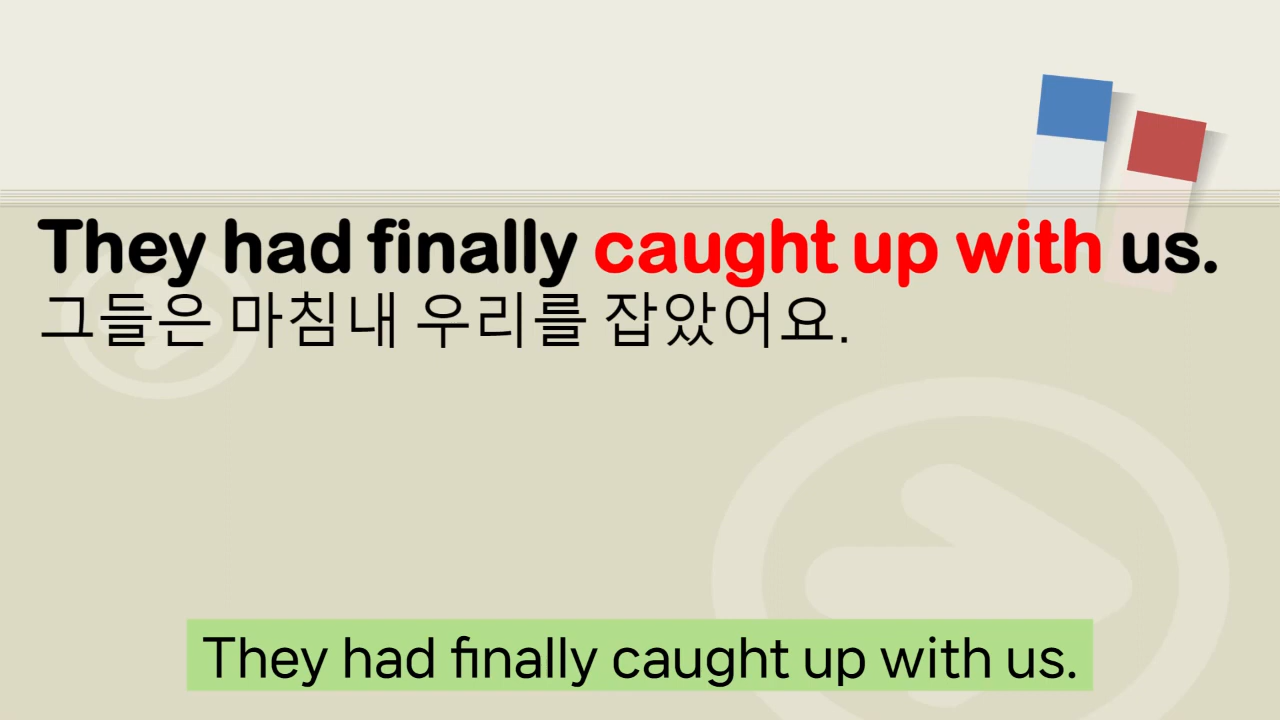 They had finally caught up with us.
그들은 마침내 우리를 잡았어요.
They had finally caught up with us.